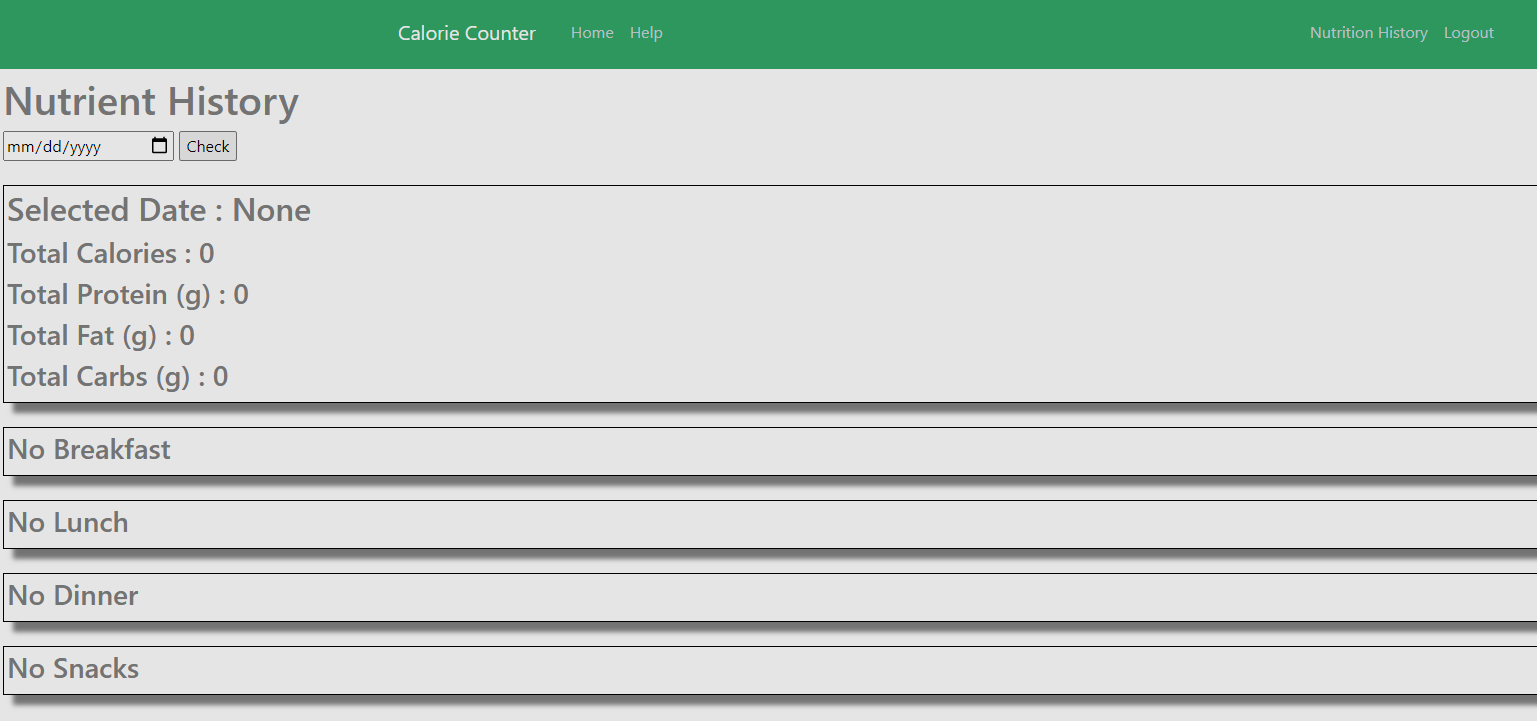 Calorie Counter Home Help Nutrition History Logout
Nutrient History
mm/dd/yyyy Check
Selected Date : None
Total Calories : 0
Total Protein (g) : 0
Total Fat (g) : 0
Total Carbs (g) : 0
No Breakfast
No Lunch
No Dinner
No Snacks